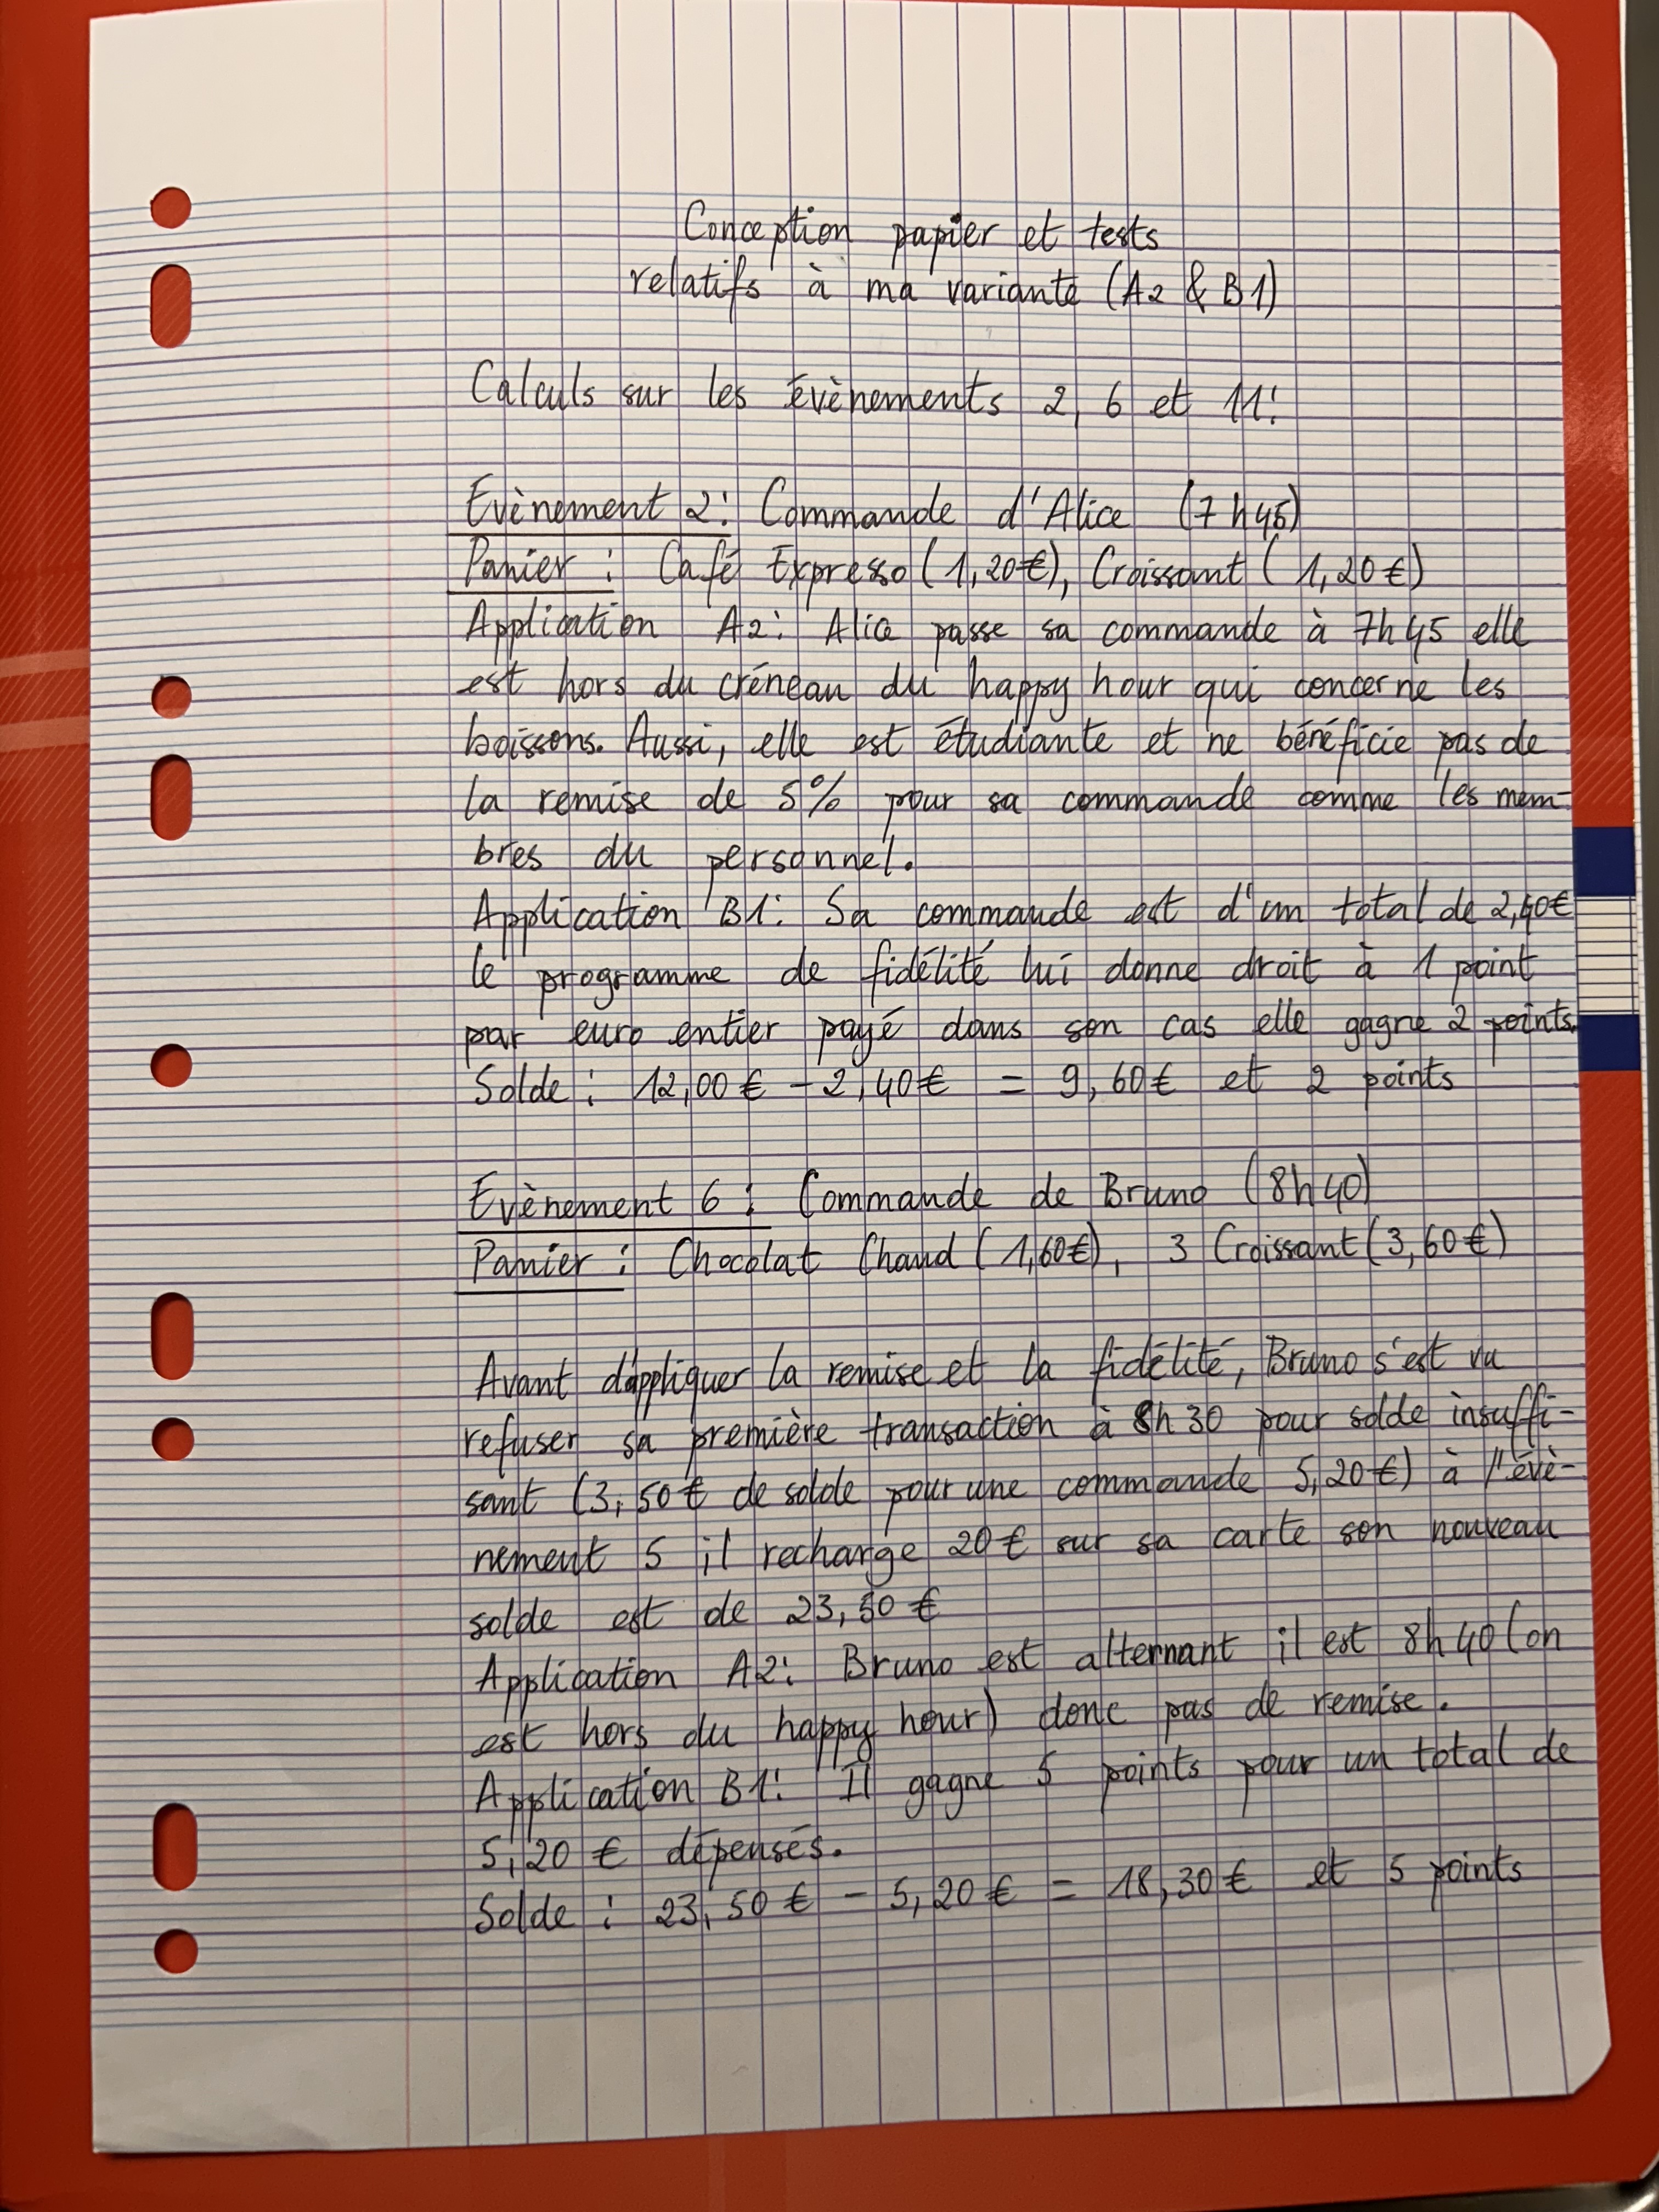 Conception papier et tests
relatifs à ma variante (A2 & B1)
Calculs sur les évènements 2, 6 et 11:
Evènement 2: Commande d'Alice (7h45)
Panier : Café Expresso (1,20€), Croissant (1,20€)
Application A2: Alice passe sa commande à 7h45 elle
est hors du créneau du happy hour qui concerne les
boissons. Aussi, elle est étudiante et ne bénéficie pas de
la remise de 5% pour sa commande comme les mem-
bres du personnel.
Application B1: Sa commande est d'un total de 2,40€
le programme de fidélité lui donne droit à 1 point
par euro entier payé dans son cas elle gagne 2 points.
Solde : 12,00€ - 2,40€ = 9,60€ et 2 points
Evènement 6 : Commande de Bruno (8h40)
Panier : Chocolat Chaud (1,60€), 3 Croissant (3,60€)
Avant d'appliquer la remise et la fidélité, Bruno s'est vu
refuser sa première transaction à 8h30 pour solde insuffi-
sant (3,50€ de solde pour une commande 5,20€) à l'évè-
nement 5 il recharge 20€ sur sa carte son nouveau
solde est de 23,50€
Application A2: Bruno est alternant il est 8h40 (on
est hors du happy hour) donc pas de remise.
Application B1: Il gagne 5 points pour un total de
5,20 € dépensés.
Solde : 23,50 € - 5,20 € = 18,30€ et 5 points